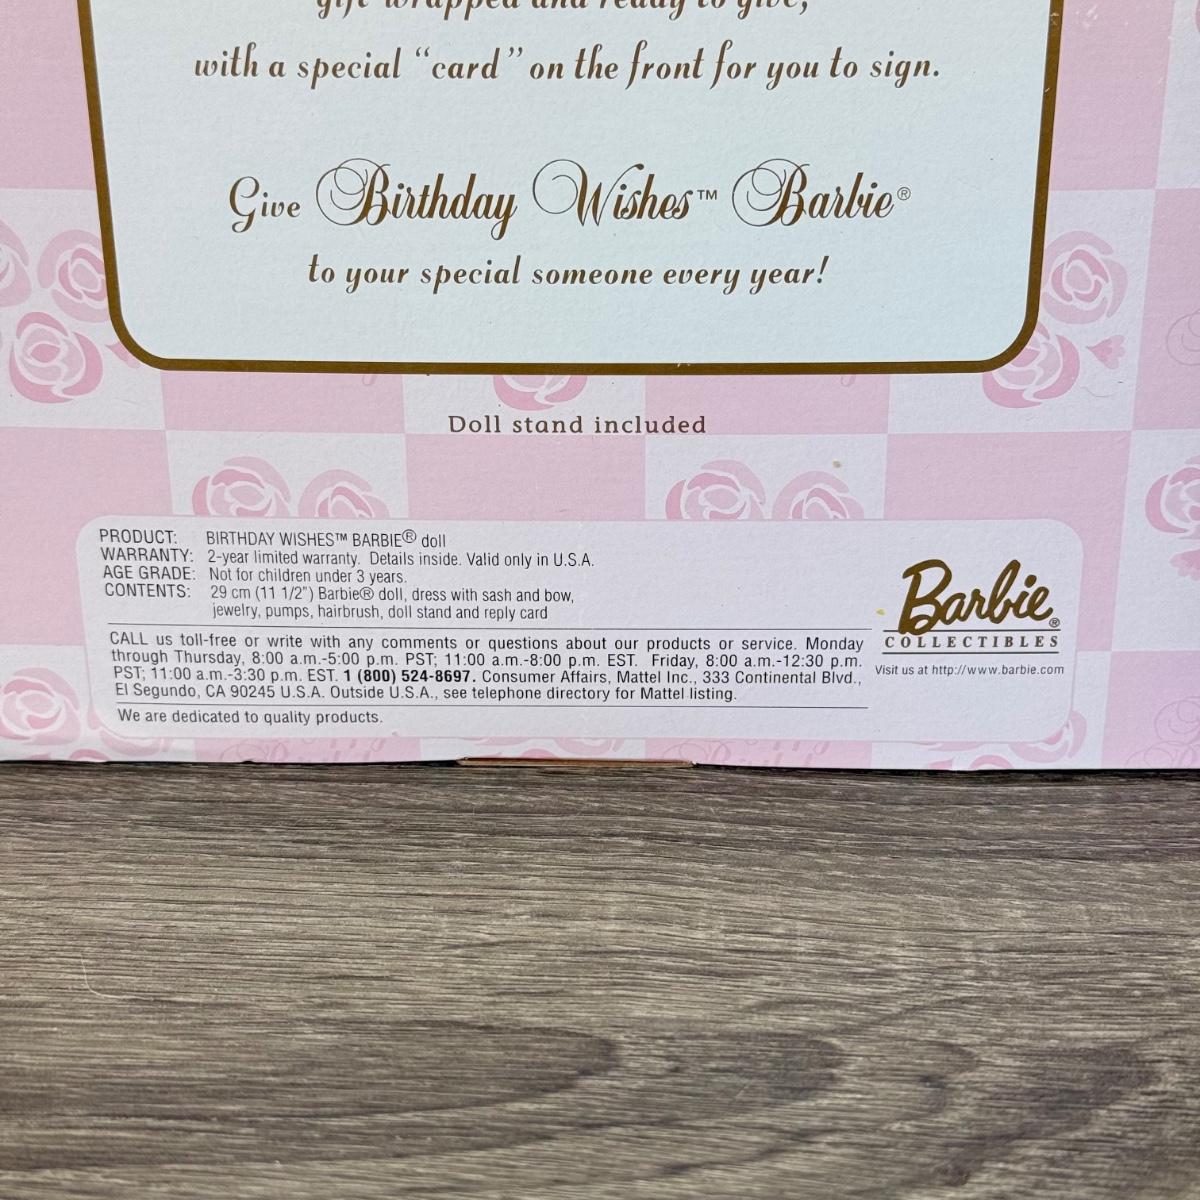 gift wrapped and ready to give,
with a special “card” on the front for you to sign.
Give Birthday Wishes™ Barbie®
to your special someone every year!
Doll stand included
PRODUCT: BIRTHDAY WISHES™ BARBIE® doll
WARRANTY: 2-year limited warranty. Details inside. Valid only in U.S.A.
AGE GRADE: Not for children under 3 years.
CONTENTS: 29 cm (11 1/2") Barbie® doll, dress with sash and bow,
jewelry, pumps, hairbrush, doll stand and reply card
CALL us toll-free or write with any comments or questions about our products or service. Monday
through Thursday, 8:00 a.m.-5:00 p.m. PST; 11:00 a.m.-8:00 p.m. EST. Friday, 8:00 a.m.-12:30 p.m.
PST; 11:00 a.m.-3:30 p.m. EST. 1 (800) 524-8697. Consumer Affairs, Mattel Inc., 333 Continental Blvd.,
El Segundo, CA 90245 U.S.A. Outside U.S.A., see telephone directory for Mattel listing.
We are dedicated to quality products.
Barbie®
COLLECTIBLES
Visit us at http://www.barbie.com